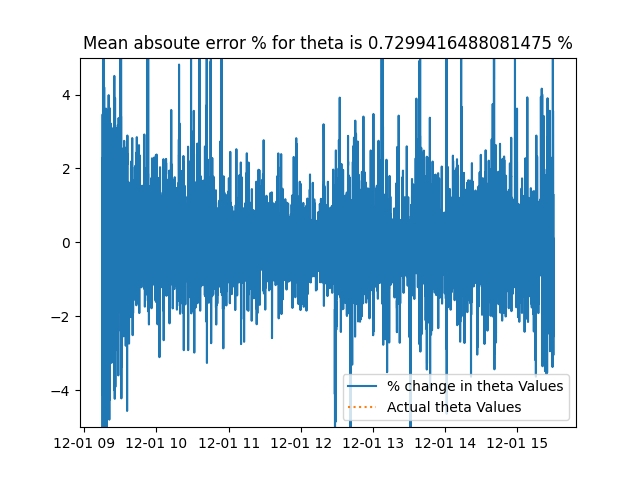 Mean absoute error % for theta is 0.7299416488081475 %
4
2
0
−2
−4
% change in theta Values
Actual theta Values
12-01 09 12-01 10 12-01 11 12-01 12 12-01 13 12-01 14 12-01 15